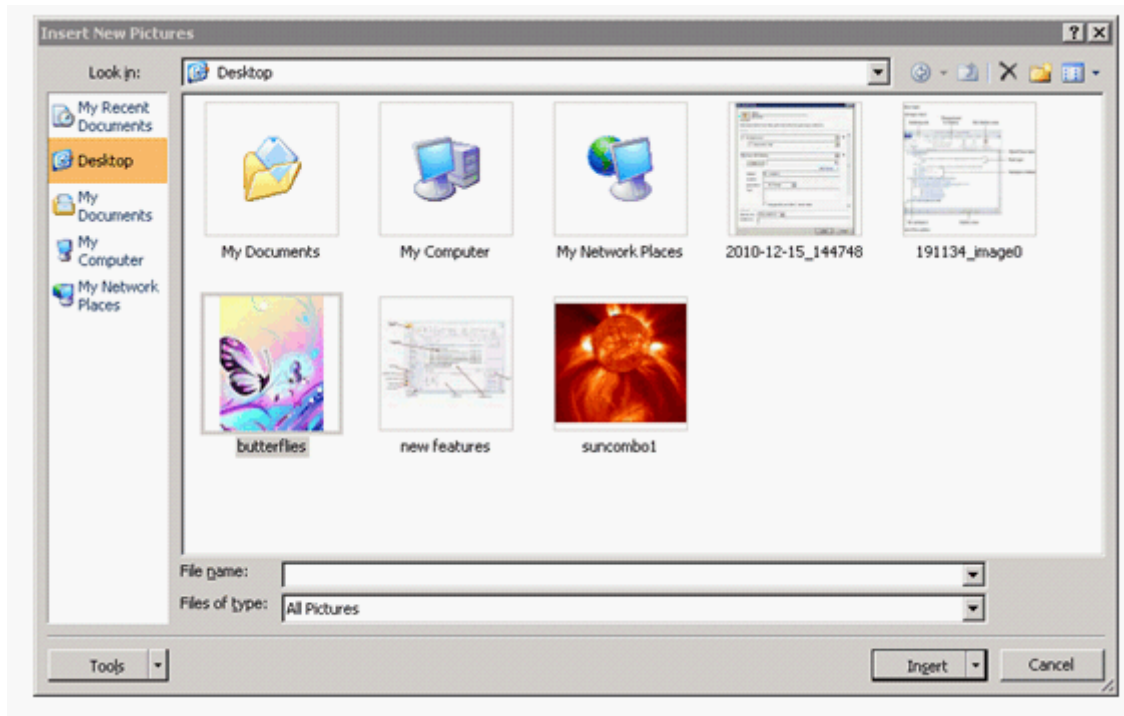 Insert New Pictures
Look in:
Desktop
My Recent
Documents
Desktop
My
Documents
My
Computer
My Network
Places
My Documents
My Computer
My Network Places
2010-12-15_144748
191134_image0
butterflies
new features
suncombo1
File name:
Files of type:
All Pictures
Tools
Insert
Cancel